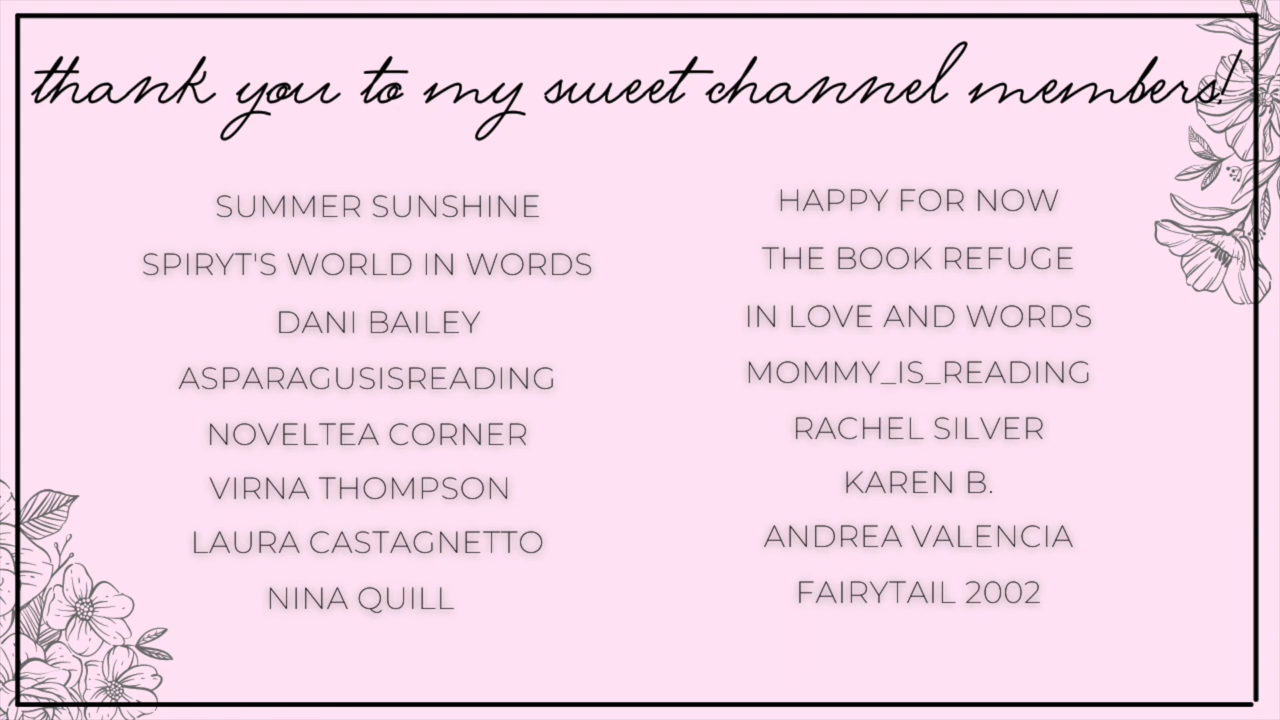 thank you to my sweet channel members!
SUMMER SUNSHINE
SPIRYT'S WORLD IN WORDS
DANI BAILEY
ASPARAGUSISREADING
NOVELTEA CORNER
VIRNA THOMPSON
LAURA CASTAGNETTO
NINA QUILL
HAPPY FOR NOW
THE BOOK REFUGE
IN LOVE AND WORDS
MOMMY_IS_READING
RACHEL SILVER
KAREN B.
ANDREA VALENCIA
FAIRYTAIL 2002